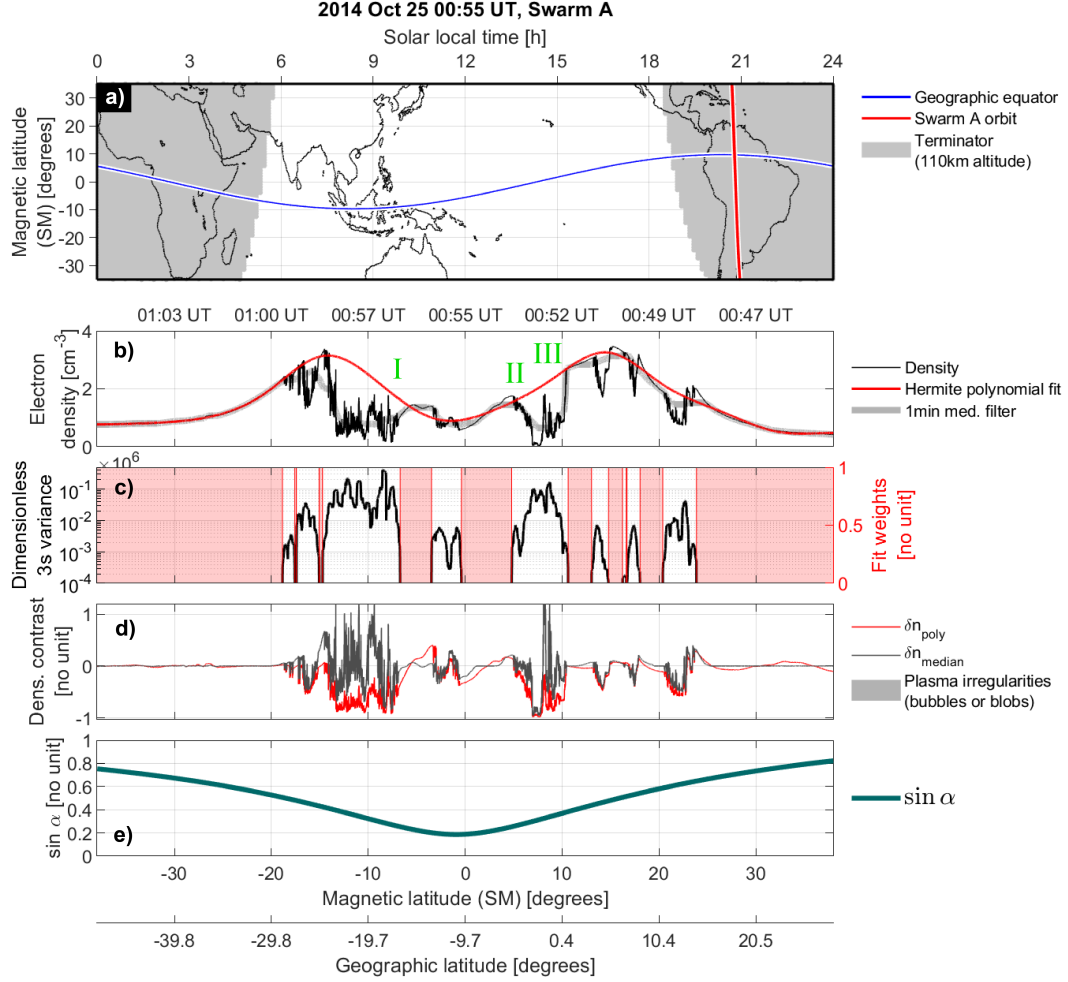 2014 Oct 25 00:55 UT, Swarm A
Solar local time [h]
0 3 6 9 12 15 18 21 24
a)
30
20
10
0
-10
-20
-30
Magnetic latitude
(SM) [degrees]
Geographic equator
Swarm A orbit
Terminator
(110km altitude)
01:03 UT 01:00 UT 00:57 UT 00:55 UT 00:52 UT 00:49 UT 00:47 UT
b)
4
2
0
Electron
density [cm-3]
I
II
III
Density
Hermite polynomial fit
1min med. filter
×10^6
c)
10^-1
10^-2
10^-3
10^-4
Dimensionless
3s variance
1
0.5
0
Fit weights
[no unit]
d)
1
0
-1
Dens. contrast
[no unit]
δn_poly
δn_median
Plasma irregularities
(bubbles or blobs)
1
0.8
0.6
0.4
0.2
0
sin α [no unit]
e)
sin α
-30 -20 -10 0 10 20 30
Magnetic latitude (SM) [degrees]
-39.8 -29.8 -19.7 -9.7 0.4 10.4 20.5
Geographic latitude [degrees]